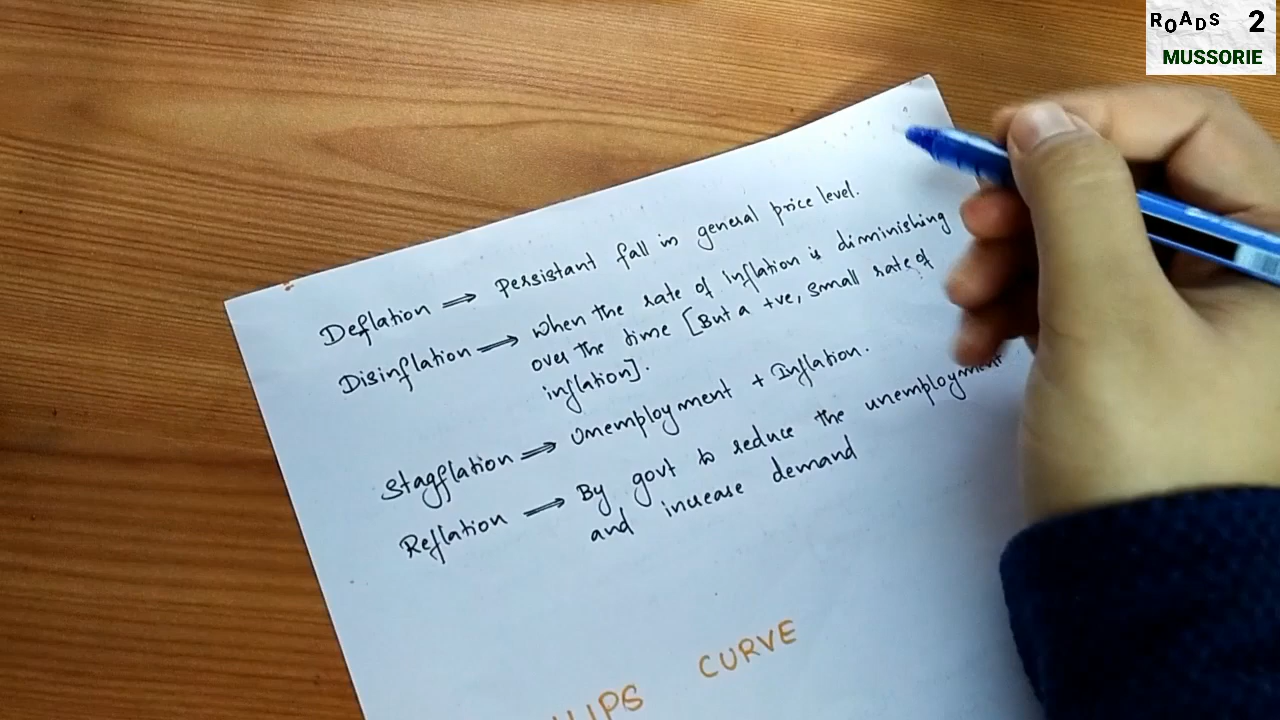 ROADS 2
MUSSORIE
Deflation ⟹ Persistant fall in general price level.
Disinflation ⟹ When the rate of Inflation is diminishing
over the time [But a +ve, small rate of
inflation].
Stagflation ⟹ Unemployment + Inflation.
Reflation ⟹ By govt to reduce the unemployment
and increase demand
CURVE